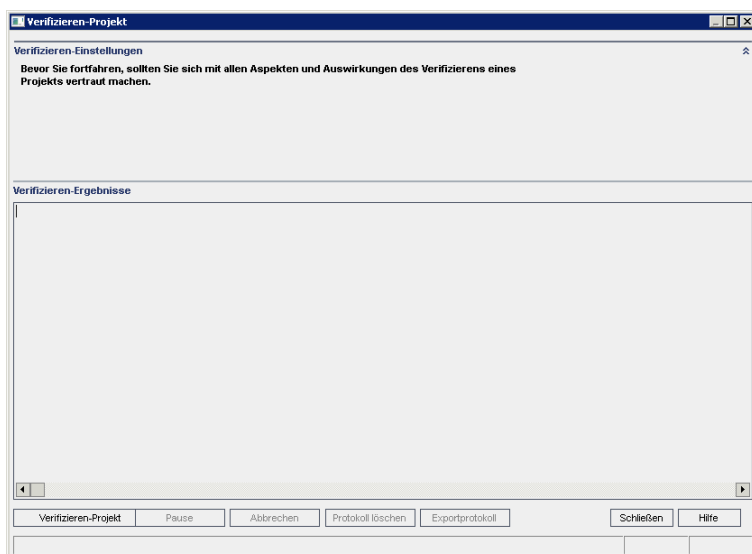 Verifizieren-Projekt
Verifizieren-Einstellungen
Bevor Sie fortfahren, sollten Sie sich mit allen Aspekten und Auswirkungen des Verifizierens eines
Projekts vertraut machen.
Verifizieren-Ergebnisse
Verifizieren-Projekt Pause Abbrechen Protokoll löschen Exportprotokoll Schließen Hilfe